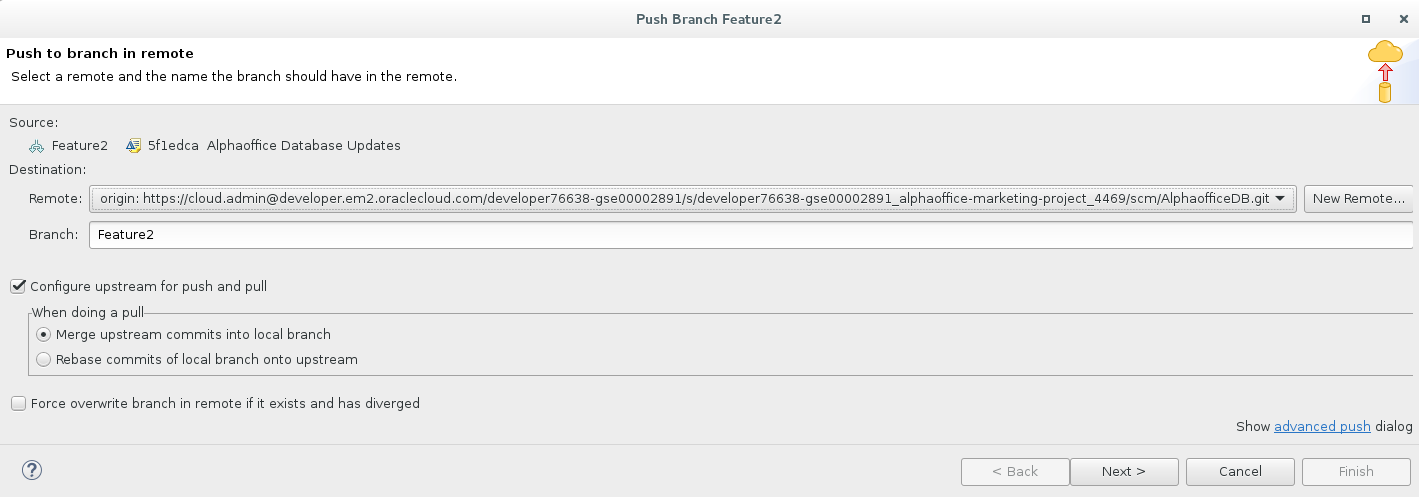 Push Branch Feature2
Push to branch in remote
Select a remote and the name the branch should have in the remote.
Source:
Feature2 5f1edca Alphaoffice Database Updates
Destination:
Remote: origin: https://cloud.admin@developer.em2.oraclecloud.com/developer76638-gse00002891/s/developer76638-gse00002891_alphaoffice-marketing-project_4469/scm/AlphaofficeDB.git New Remote...
Branch: Feature2
Configure upstream for push and pull
When doing a pull
Merge upstream commits into local branch
Rebase commits of local branch onto upstream
Force overwrite branch in remote if it exists and has diverged
Show advanced push dialog
? < Back Next > Cancel Finish